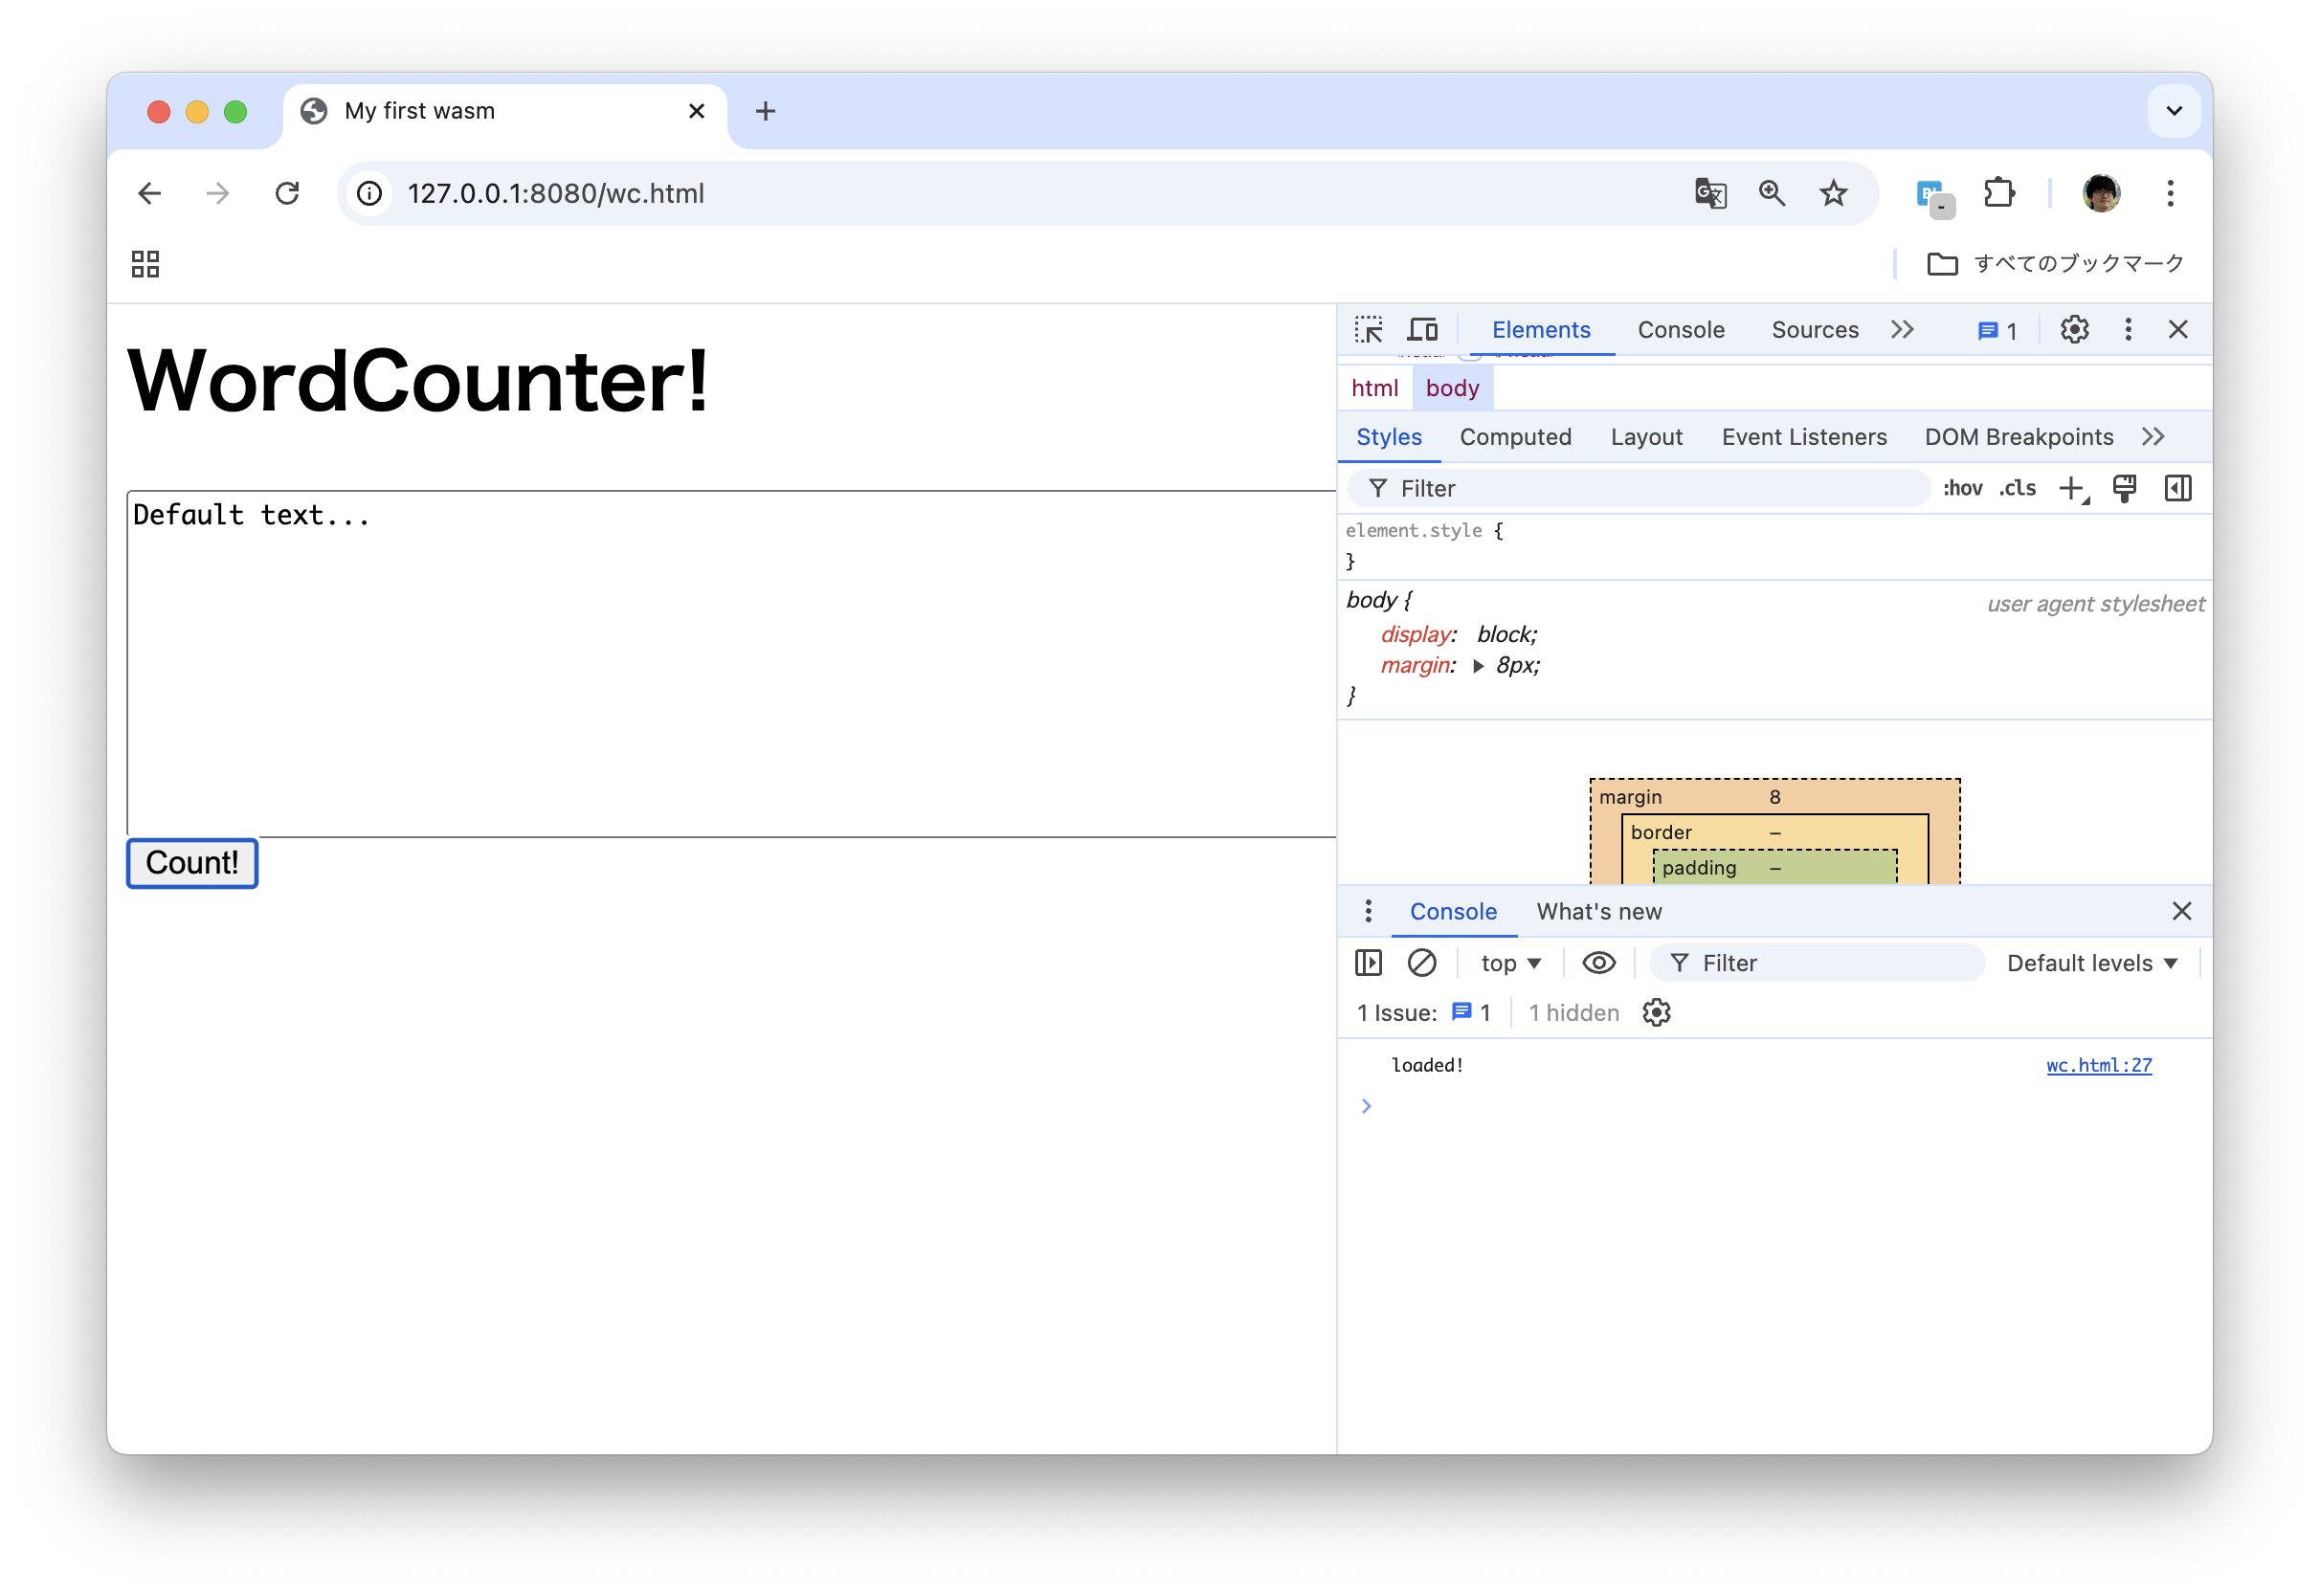 My first wasm
127.0.0.1:8080/wc.html
すべてのブックマーク
WordCounter!
Default text...
Count!
Elements Console Sources 1
html body
Styles Computed Layout Event Listeners DOM Breakpoints
Filter :hov .cls
element.style {
}
body { user agent stylesheet
display: block;
margin: 8px;
}
margin 8
border –
padding –
Console What's new
top Filter Default levels
1 Issue: 1 1 hidden
loaded! wc.html:27